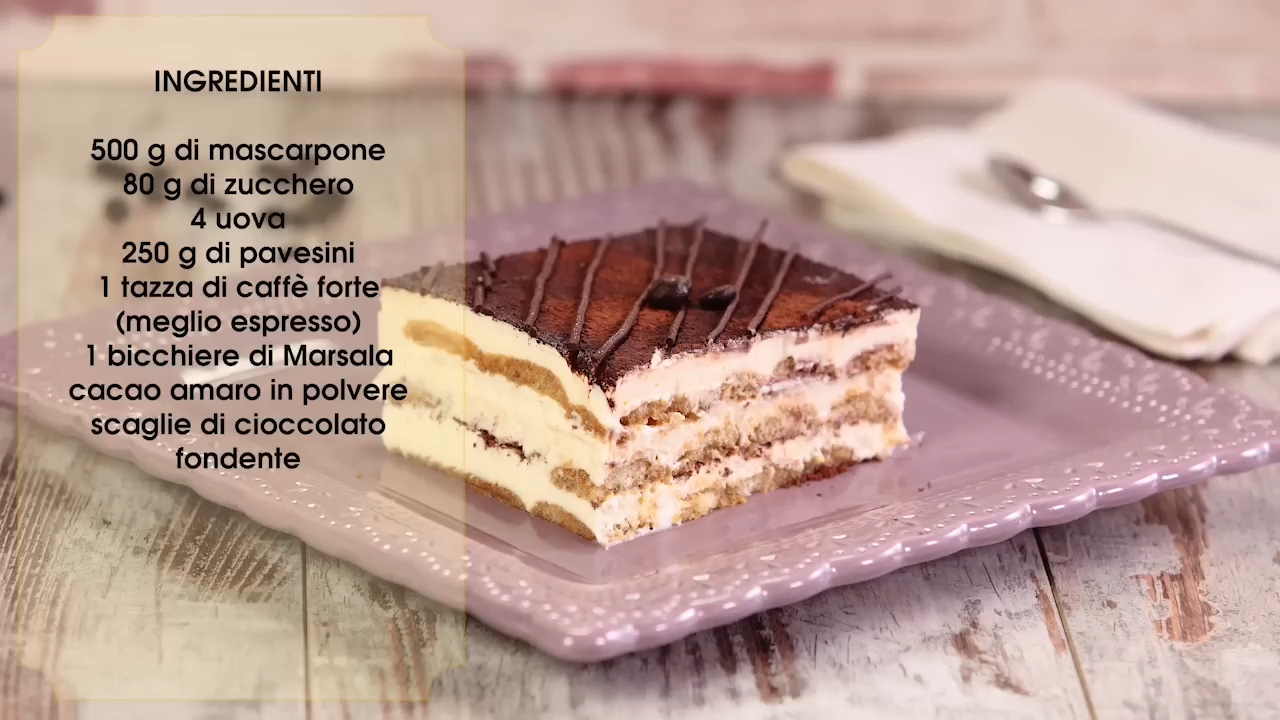 INGREDIENTI
500 g di mascarpone
80 g di zucchero
4 uova
250 g di pavesini
1 tazza di caffè forte
(meglio espresso)
1 bicchiere di Marsala
cacao amaro in polvere
scaglie di cioccolato
fondente